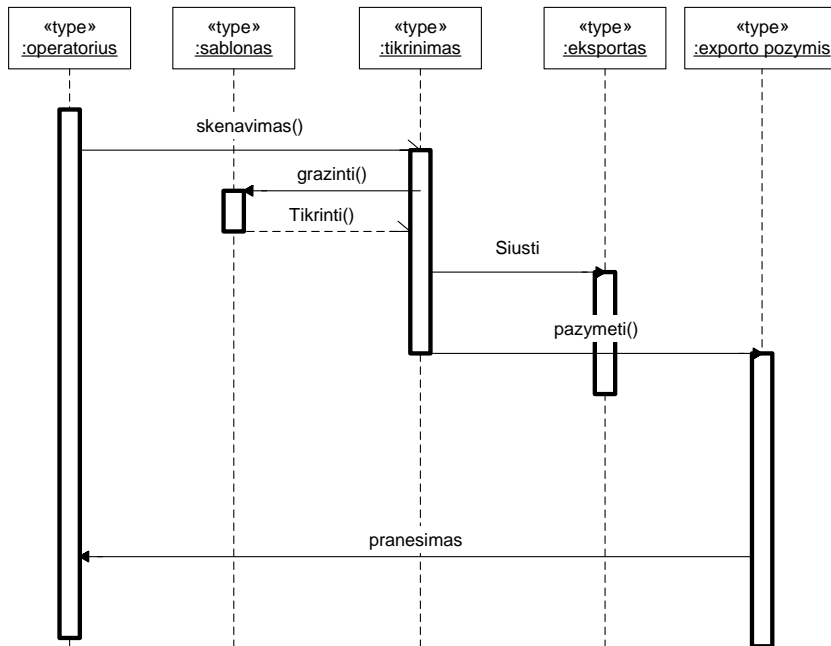 «type»
:operatorius
«type»
:sablonas
«type»
:tikrinimas
«type»
:eksportas
«type»
:exporto pozymis
skenavimas()
grazinti()
Tikrinti()
Siusti
pazymeti()
pranesimas